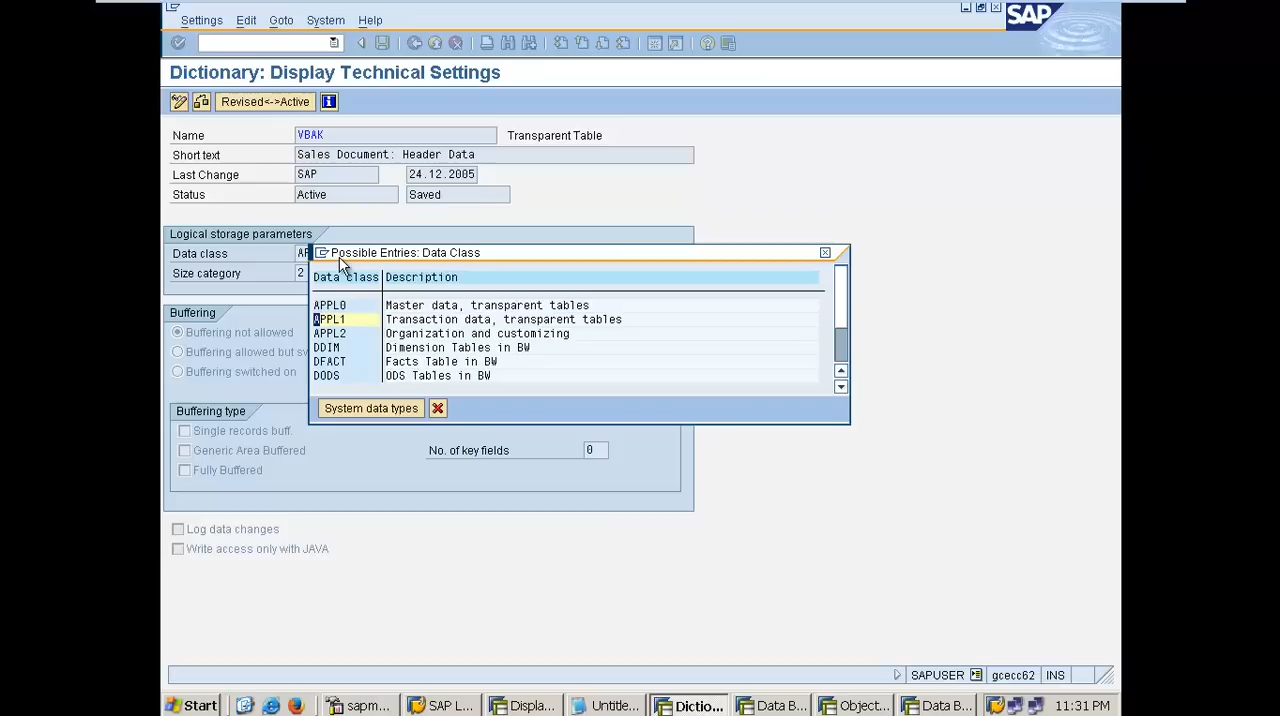 Settings Edit Goto System Help
SAP
Dictionary: Display Technical Settings
Revised<->Active
Name VBAK Transparent Table
Short text Sales Document: Header Data
Last Change SAP 24.12.2005
Status Active Saved
Logical storage parameters
Data class AP
Size category 2
Possible Entries: Data Class
Data class Description
APPL0 Master data, transparent tables
APPL1 Transaction data, transparent tables
APPL2 Organization and customizing
DDIM Dimension Tables in BW
DFACT Facts Table in BW
DODS ODS Tables in BW
System data types
Buffering
Buffering not allowed
Buffering allowed but sw
Buffering switched on
Buffering type
Single records buff.
Generic Area Buffered No. of key fields 0
Fully Buffered
Log data changes
Write access only with JAVA
SAPUSER gcecc62 INS
Start sapm... SAP L... Displa... Untitle... Dictio... Data B... Object... Data B... 11:31 PM